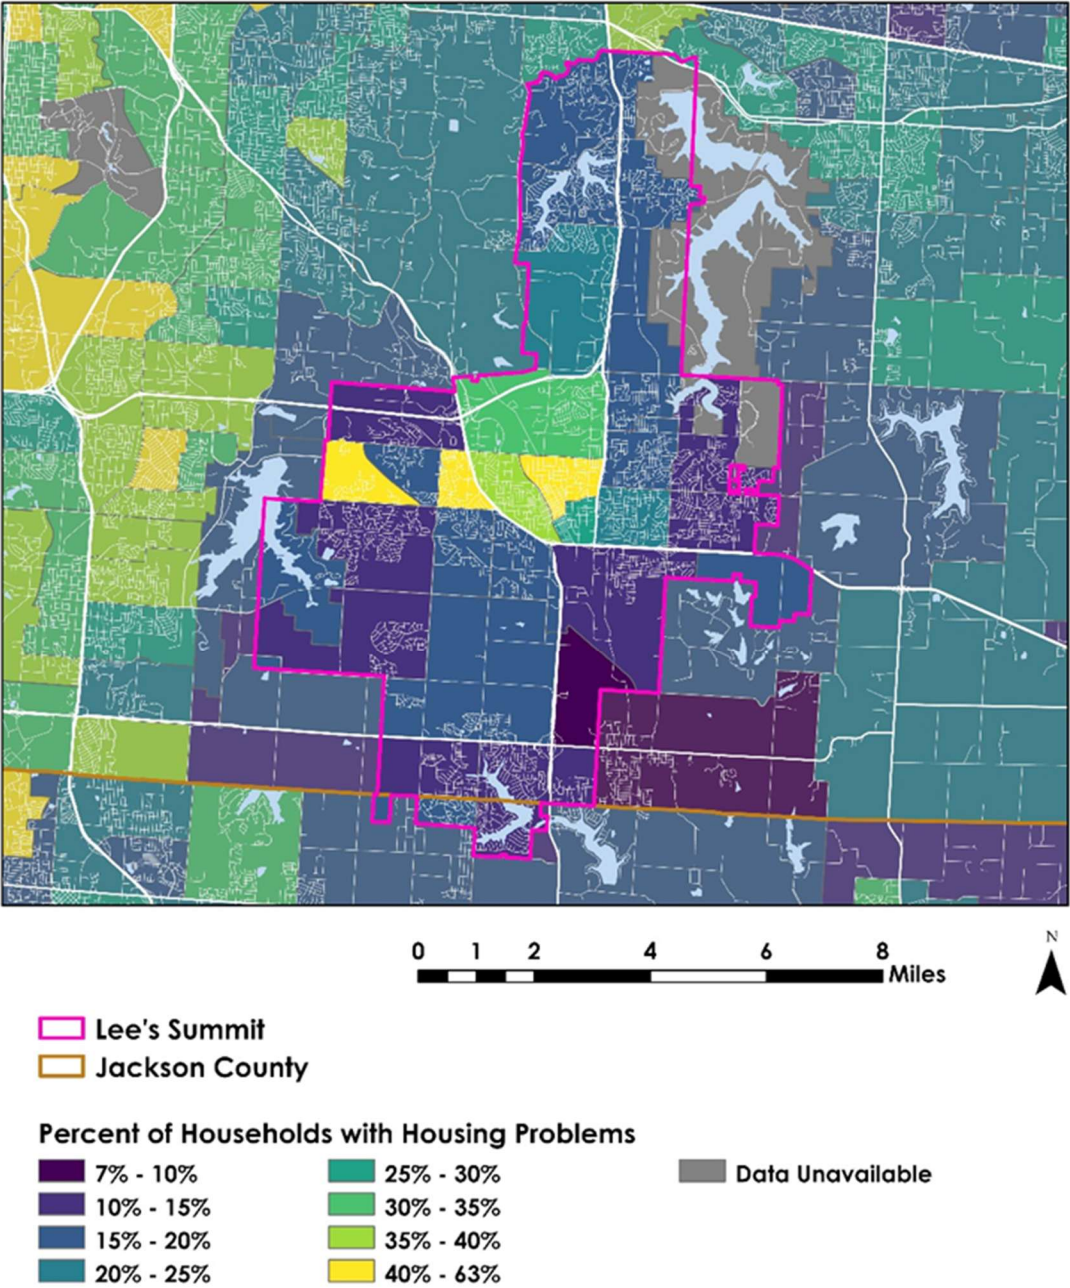 N
0 1 2 4 6 8
Miles
Lee's Summit
Jackson County
Percent of Households with Housing Problems
7% - 10%
10% - 15%
15% - 20%
20% - 25%
25% - 30%
30% - 35%
35% - 40%
40% - 63%
Data Unavailable